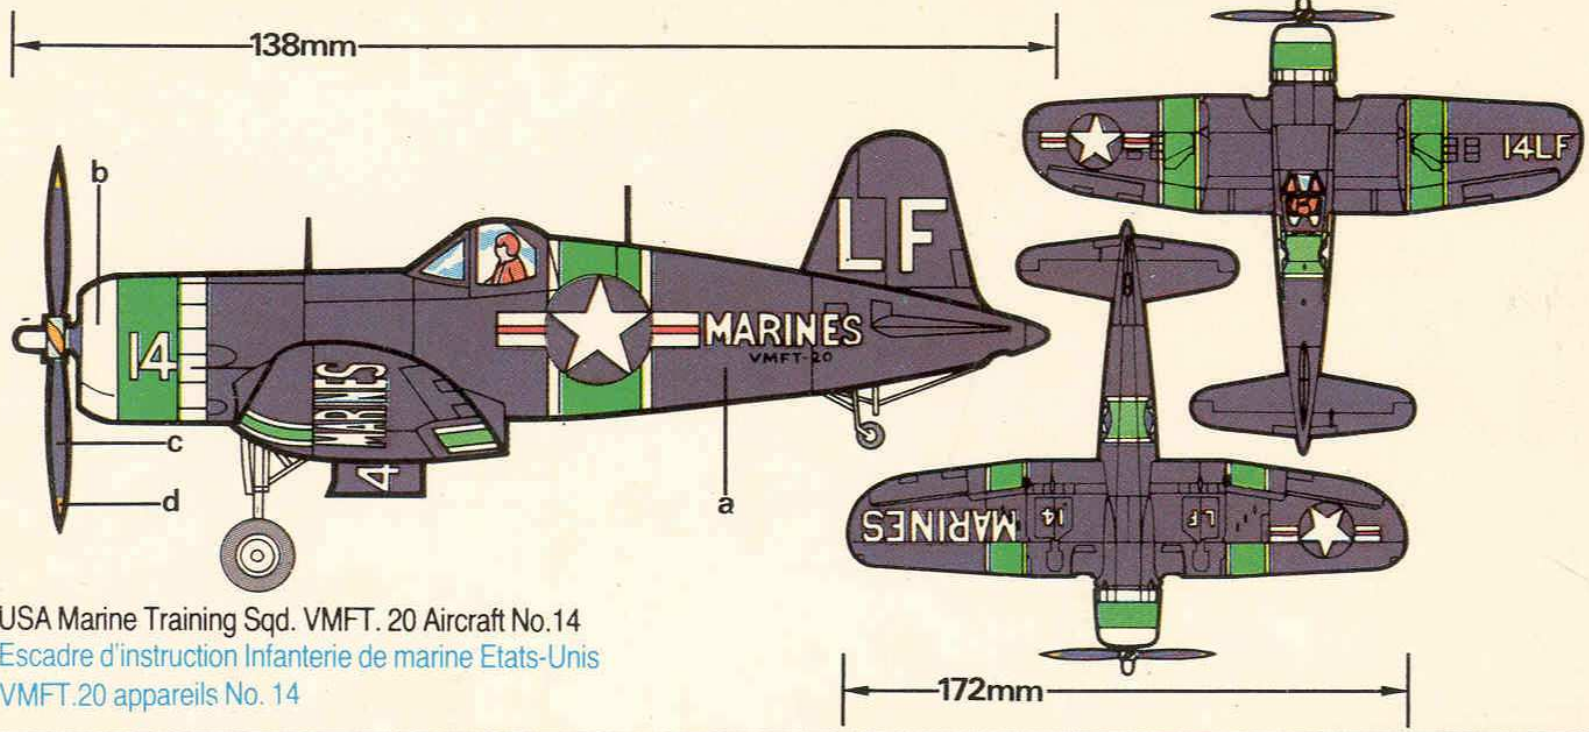 138mm
14LF
b
LF
14
MARINES
VMFT-20
MARINES
c
4
d
a
MARINES
14
LF
USA Marine Training Sqd. VMFT. 20 Aircraft No.14
Escadre d'instruction Infanterie de marine Etats-Unis
VMFT.20 appareils No. 14
172mm